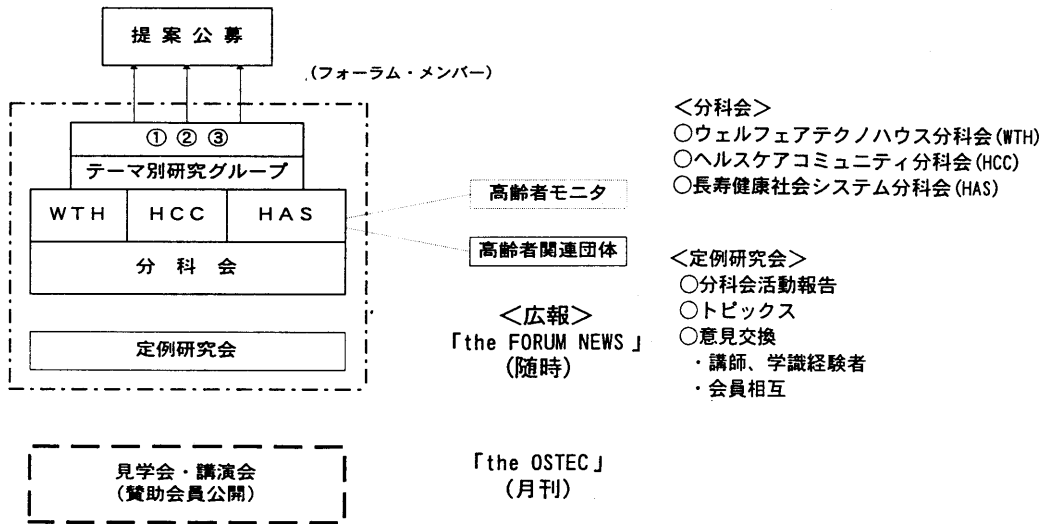 提案公募
(フォーラム・メンバー)
① ② ③
テーマ別研究グループ
WTH
HCC
HAS
分科会
定例研究会
見学会・講演会
(賛助会員公開)
高齢者モニタ
高齢者関連団体
＜広報＞
「the FORUM NEWS」
(随時)
「the OSTEC」
(月刊)
＜分科会＞
○ウェルフェアテクノハウス分科会(WTH)
○ヘルスケアコミュニティ分科会(HCC)
○長寿健康社会システム分科会(HAS)
＜定例研究会＞
○分科会活動報告
○トピックス
○意見交換
・講師、学識経験者
・会員相互